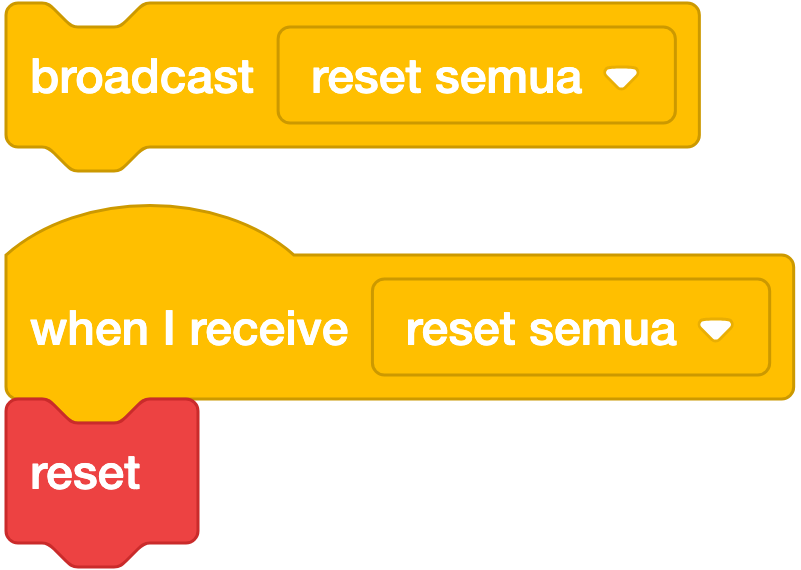 broadcast reset semua
when I receive reset semua
reset